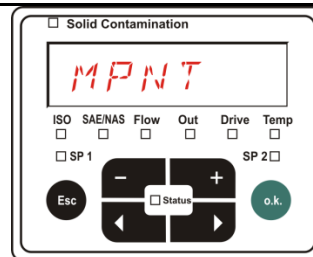 Solid Contamination
MPNT
ISO SAE/NAS Flow Out Drive Temp
SP 1 SP 2
- +
Esc Status o.k.